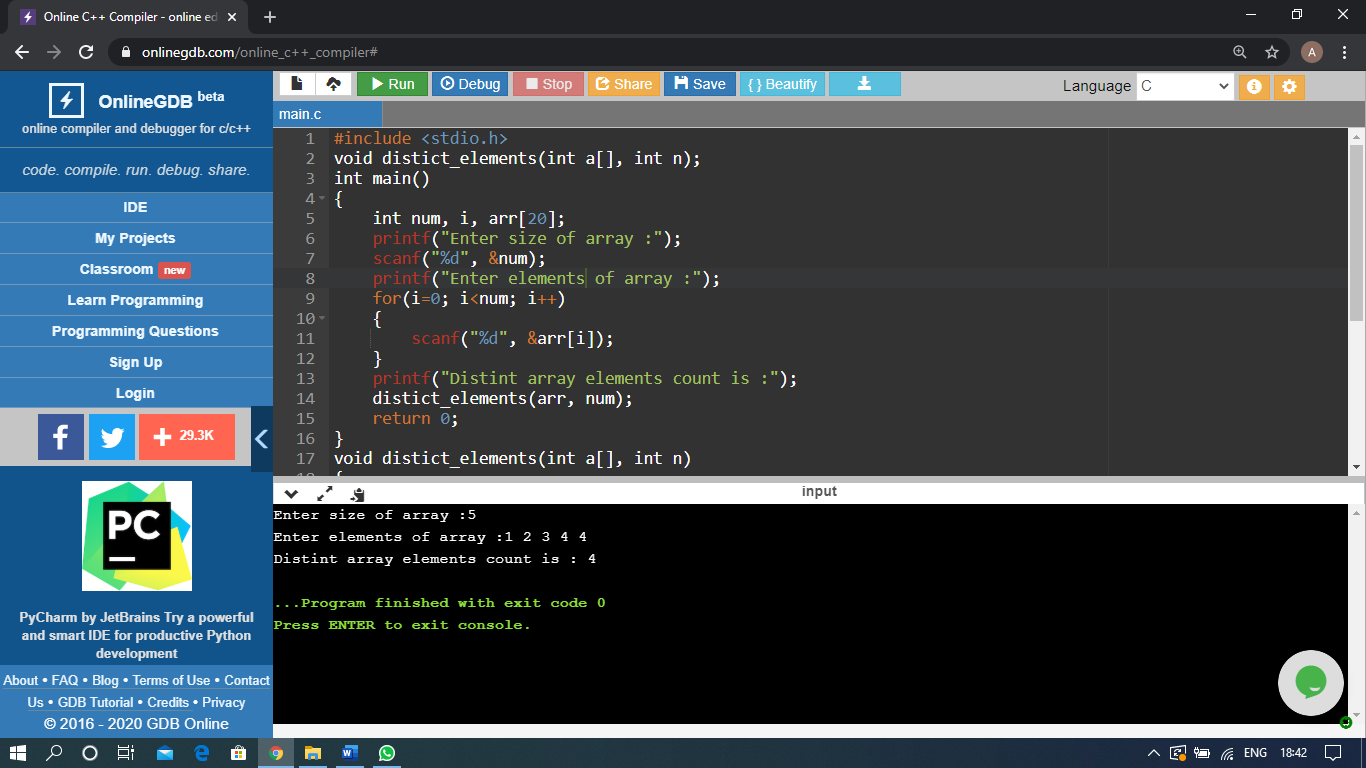 Online C++ Compiler - online ed
onlinegdb.com/online_c++_compiler#
A
OnlineGDB beta
online compiler and debugger for c/c++
code. compile. run. debug. share.
IDE
My Projects
Classroom new
Learn Programming
Programming Questions
Sign Up
Login
29.3K
PC
PyCharm by JetBrains Try a powerful
and smart IDE for productive Python
development
About • FAQ • Blog • Terms of Use • Contact
Us • GDB Tutorial • Credits • Privacy
© 2016 - 2020 GDB Online
Run Debug Stop Share Save { } Beautify
Language C
main.c
1 #include <stdio.h>
2 void distict_elements(int a[], int n);
3 int main()
4 {
5 int num, i, arr[20];
6 printf("Enter size of array :");
7 scanf("%d", &num);
8 printf("Enter elements of array :");
9 for(i=0; i<num; i++)
10 {
11 scanf("%d", &arr[i]);
12 }
13 printf("Distint array elements count is :");
14 distict_elements(arr, num);
15 return 0;
16 }
17 void distict_elements(int a[], int n)
input
Enter size of array :5
Enter elements of array :1 2 3 4 4
Distint array elements count is : 4
...Program finished with exit code 0
Press ENTER to exit console.
ENG 18:42